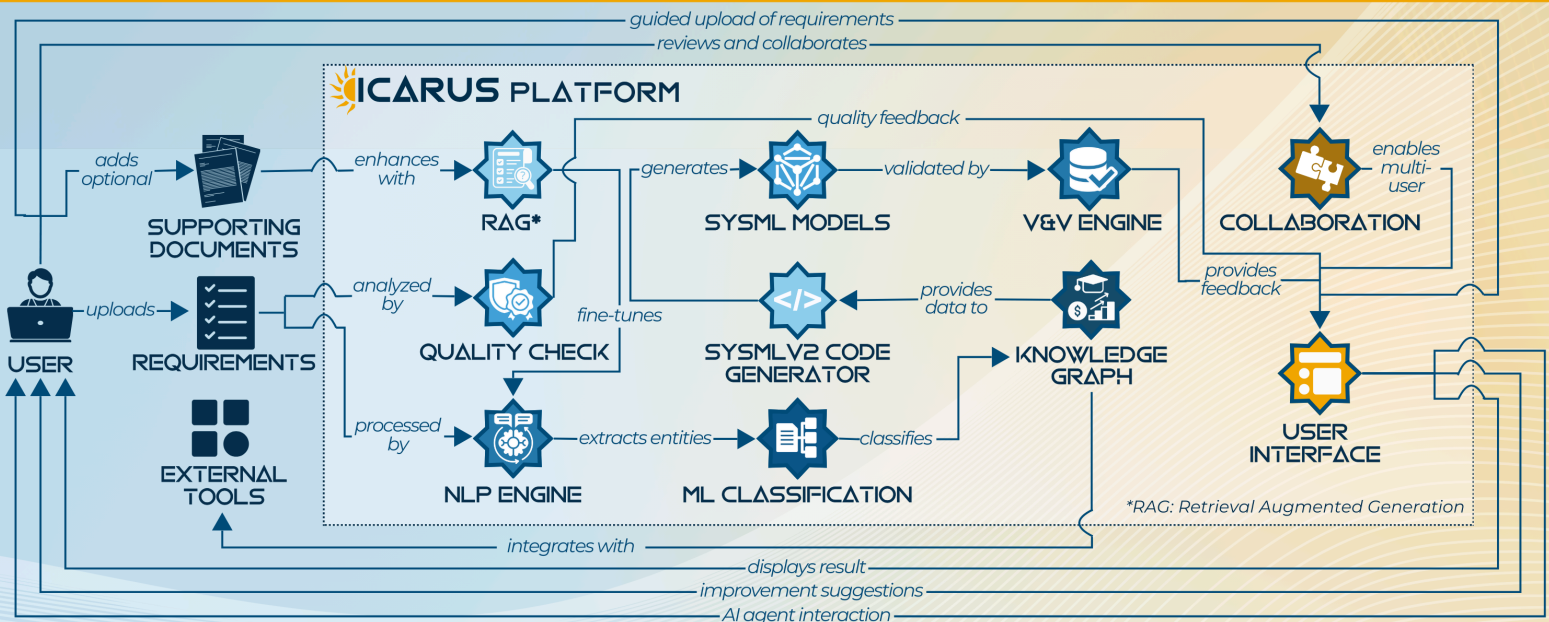 guided upload of requirements
reviews and collaborates
ICARUS PLATFORM
quality feedback
adds
optional
enhances
with
generates
validated by
enables
multi-
user
SUPPORTING
DOCUMENTS
RAG*
SYSML MODELS
V&V ENGINE
COLLABORATION
analyzed
by
provides
data to
provides
feedback
uploads
fine-tunes
USER
REQUIREMENTS
QUALITY CHECK
SYSMLV2 CODE
GENERATOR
KNOWLEDGE
GRAPH
processed
by
extracts entities
classifies
USER
INTERFACE
EXTERNAL
TOOLS
NLP ENGINE
ML CLASSIFICATION
*RAG: Retrieval Augmented Generation
integrates with
displays result
improvement suggestions
AI agent interaction